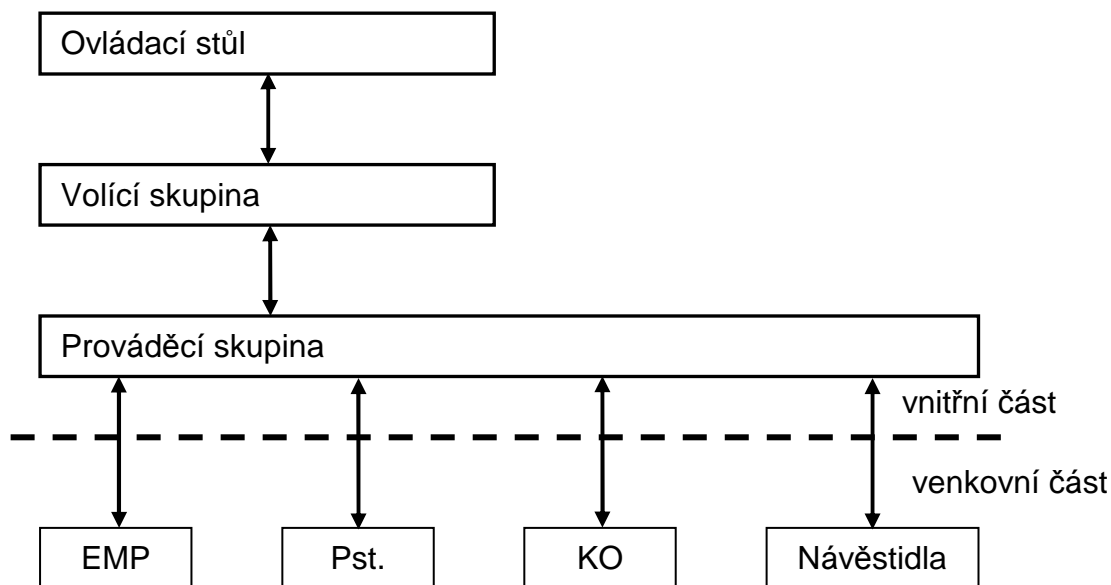 Ovládací stůl
Volící skupina
Prováděcí skupina
vnitřní část
venkovní část
EMP
Pst.
KO
Návěstidla